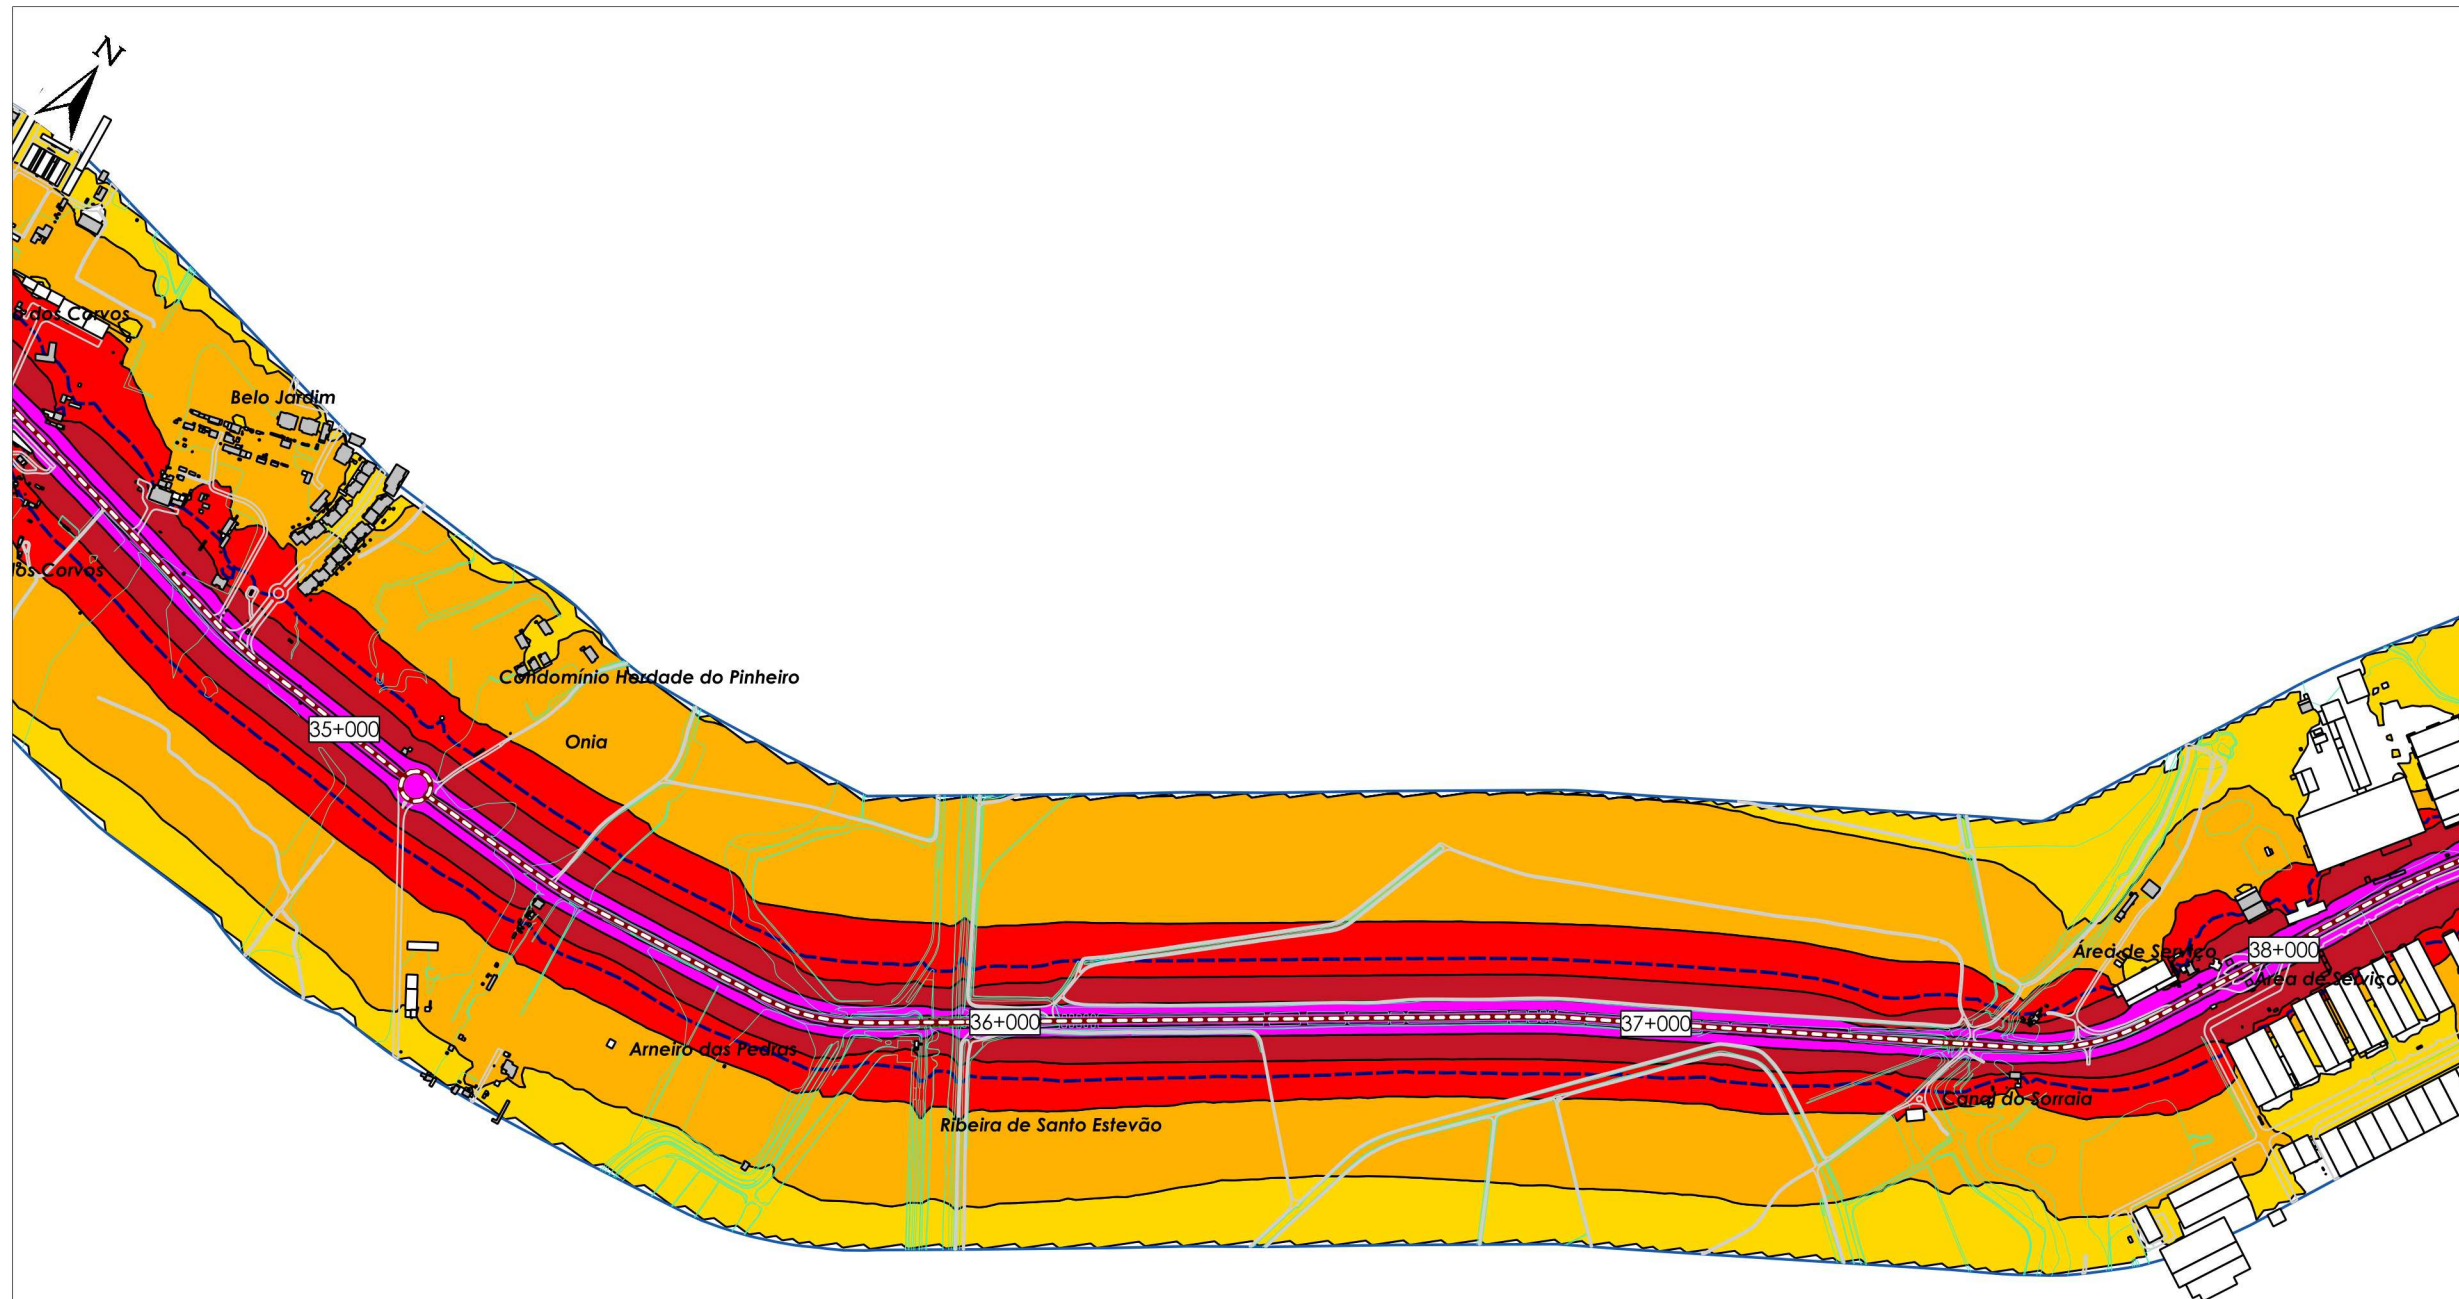 N
dos Corvos
Belo Jardim
dos Corvos
Condomínio Herdade do Pinheiro
35+000
Onia
Área de Serviço
38+000
Área de Serviço
36+000
37+000
Arneiro das Pedras
Canal do Sorraia
Ribeira de Santo Estevão